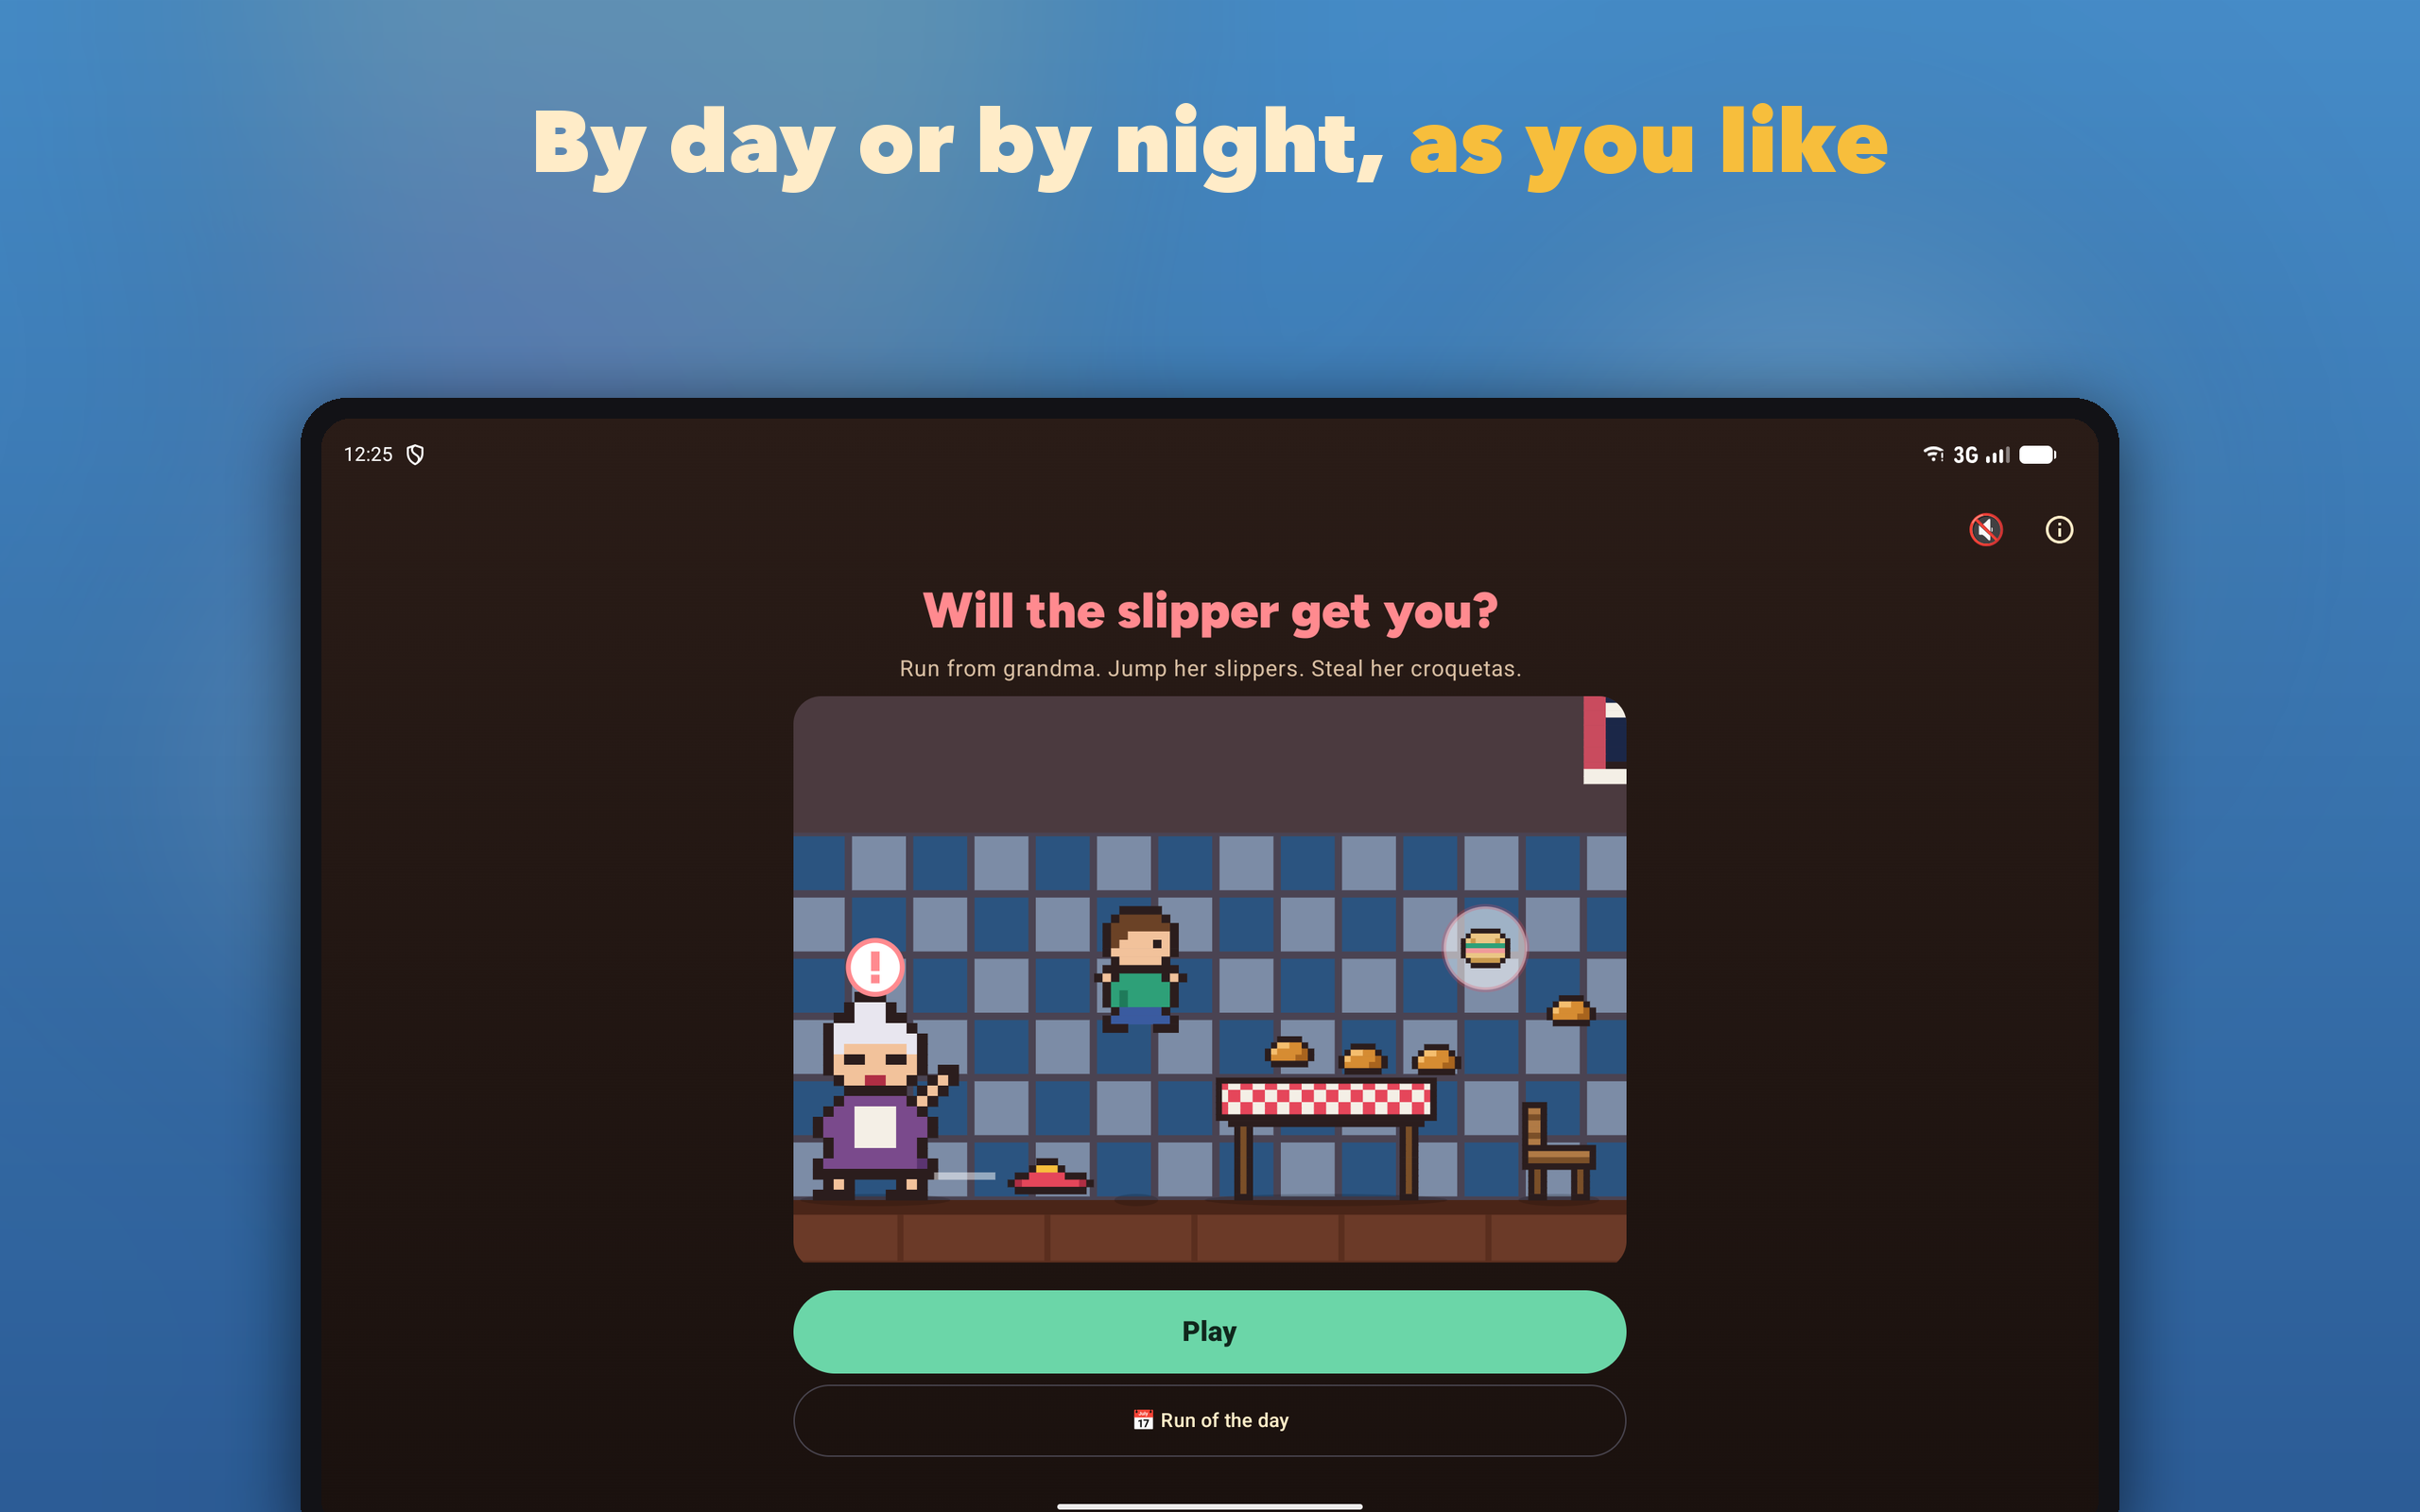 By day or by night, as you like
12:25
3G
Will the slipper get you?
Run from grandma. Jump her slippers. Steal her croquetas.
!
Play
📅 Run of the day